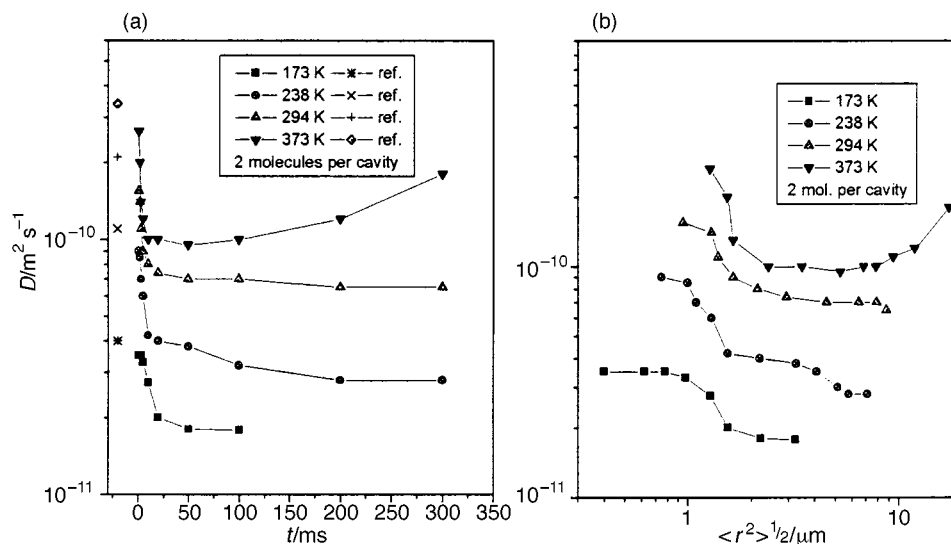 (a)
173 K ref.
238 K ref.
294 K ref.
373 K ref.
2 molecules per cavity
D/m² s⁻¹
10⁻¹⁰
10⁻¹¹
0 50 100 150 200 250 300 350
t/ms
(b)
173 K
238 K
294 K
373 K
2 mol. per cavity
10⁻¹⁰
10⁻¹¹
1 10
<r²>¹/²/µm